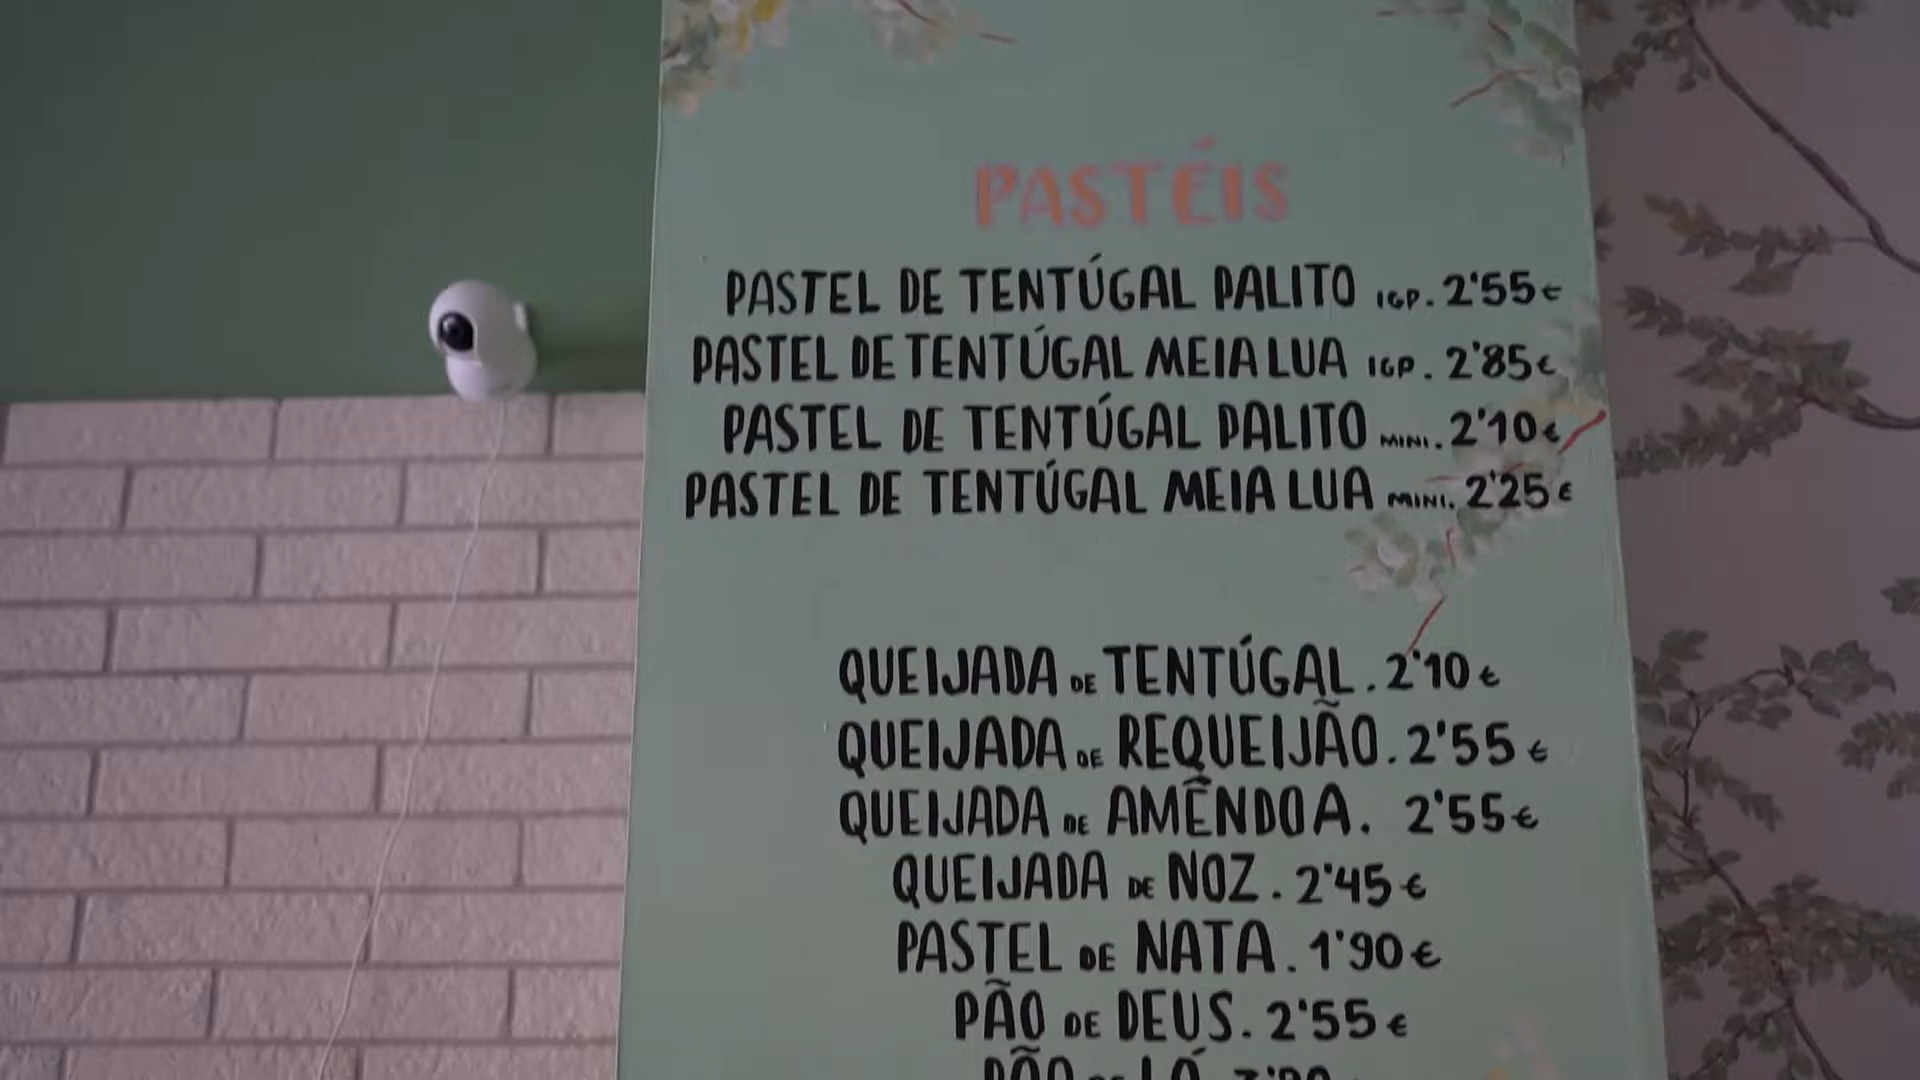 PASTÉIS
PASTEL DE TENTÚGAL PALITO IGP. 2'55€
PASTEL DE TENTÚGAL MEIA LUA IGP. 2'85€
PASTEL DE TENTÚGAL PALITO MINI. 2'10€
PASTEL DE TENTÚGAL MEIA LUA MINI. 2'25€
QUEIJADA DE TENTÚGAL. 2'10€
QUEIJADA DE REQUEIJÃO. 2'55€
QUEIJADA DE AMÊNDOA. 2'55€
QUEIJADA DE NOZ. 2'45€
PASTEL DE NATA. 1'90€
PÃO DE DEUS. 2'55€
PÃO DE LÓ